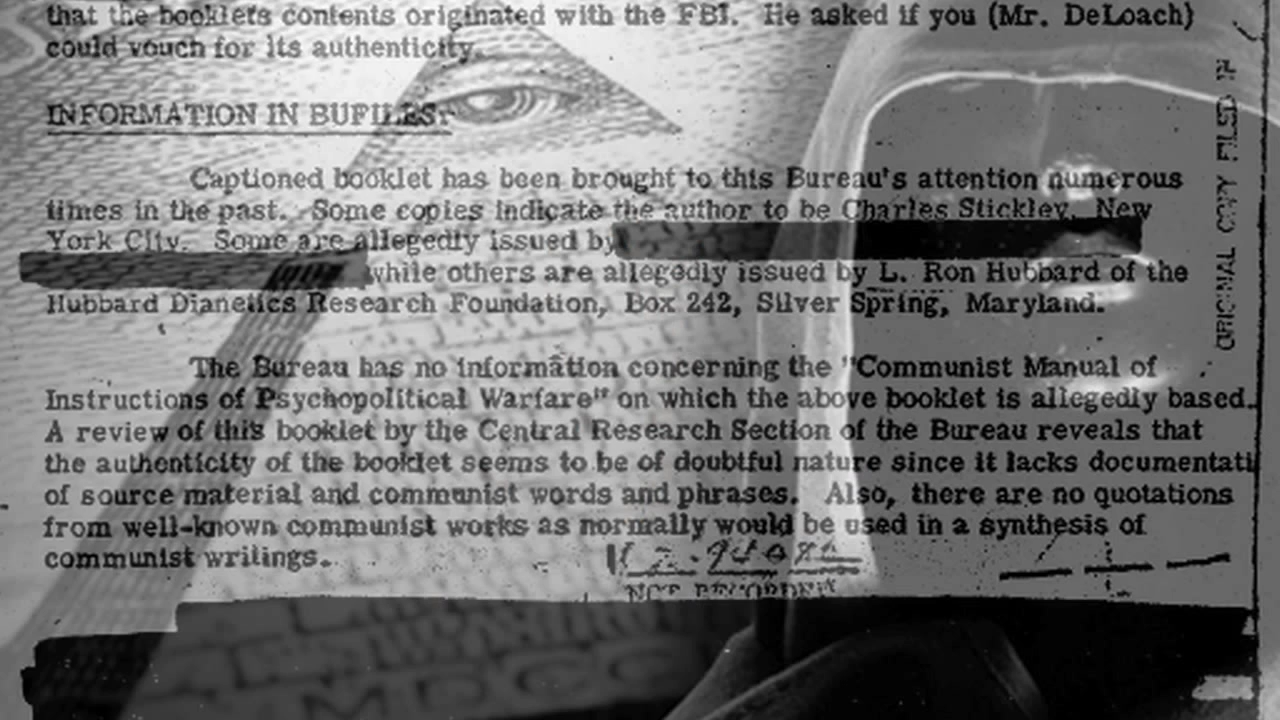 that the booklets contents originated with the FBI. He asked if you (Mr. DeLoach)
could vouch for its authenticity.
INFORMATION IN BUFILES:
Captioned booklet has been brought to this Bureau's attention numerous
times in the past. Some copies indicate the author to be Charles Stickley, New
York City. Some are allegedly issued by
while others are allegedly issued by L. Ron Hubbard of the
Hubbard Dianetics Research Foundation, Box 242, Silver Spring, Maryland.
The Bureau has no information concerning the "Communist Manual of
Instructions of Psychopolitical Warfare" on which the above booklet is allegedly based.
A review of this booklet by the Central Research Section of the Bureau reveals that
the authenticity of the booklet seems to be of doubtful nature since it lacks documentati
of source material and communist words and phrases. Also, there are no quotations
from well-known communist works as normally would be used in a synthesis of
communist writings.
NOT RECORDED
ORIGINAL COPY FILED IN
MDCC